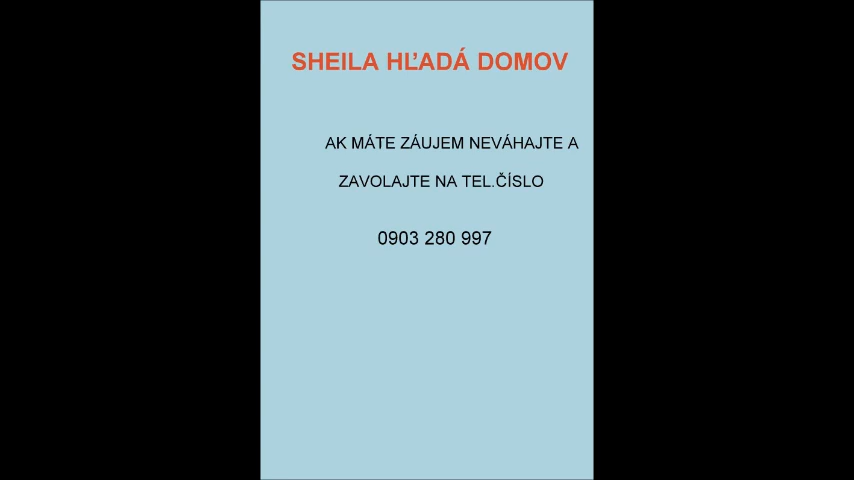 SHEILA HĽADÁ DOMOV
AK MÁTE ZÁUJEM NEVÁHAJTE A
ZAVOLAJTE NA TEL.ČÍSLO
0903 280 997